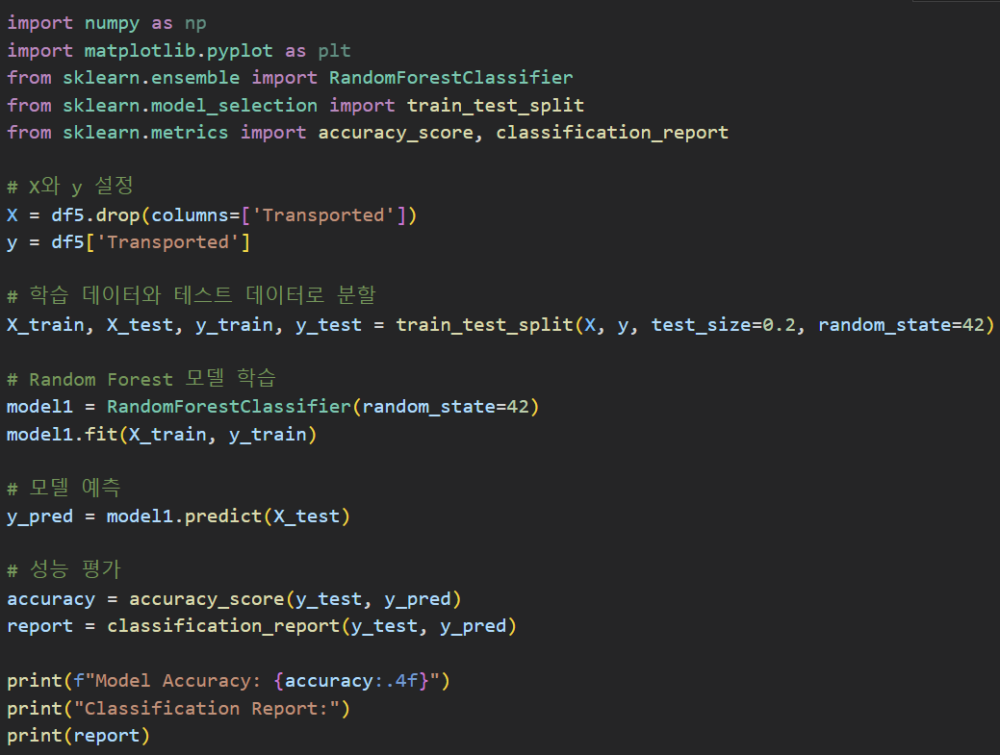 import numpy as np
import matplotlib.pyplot as plt
from sklearn.ensemble import RandomForestClassifier
from sklearn.model_selection import train_test_split
from sklearn.metrics import accuracy_score, classification_report
# X와 y 설정
X = df5.drop(columns=['Transported'])
y = df5['Transported']
# 학습 데이터와 테스트 데이터로 분할
X_train, X_test, y_train, y_test = train_test_split(X, y, test_size=0.2, random_state=42)
# Random Forest 모델 학습
model1 = RandomForestClassifier(random_state=42)
model1.fit(X_train, y_train)
# 모델 예측
y_pred = model1.predict(X_test)
# 성능 평가
accuracy = accuracy_score(y_test, y_pred)
report = classification_report(y_test, y_pred)
print(f"Model Accuracy: {accuracy:.4f}")
print("Classification Report:")
print(report)